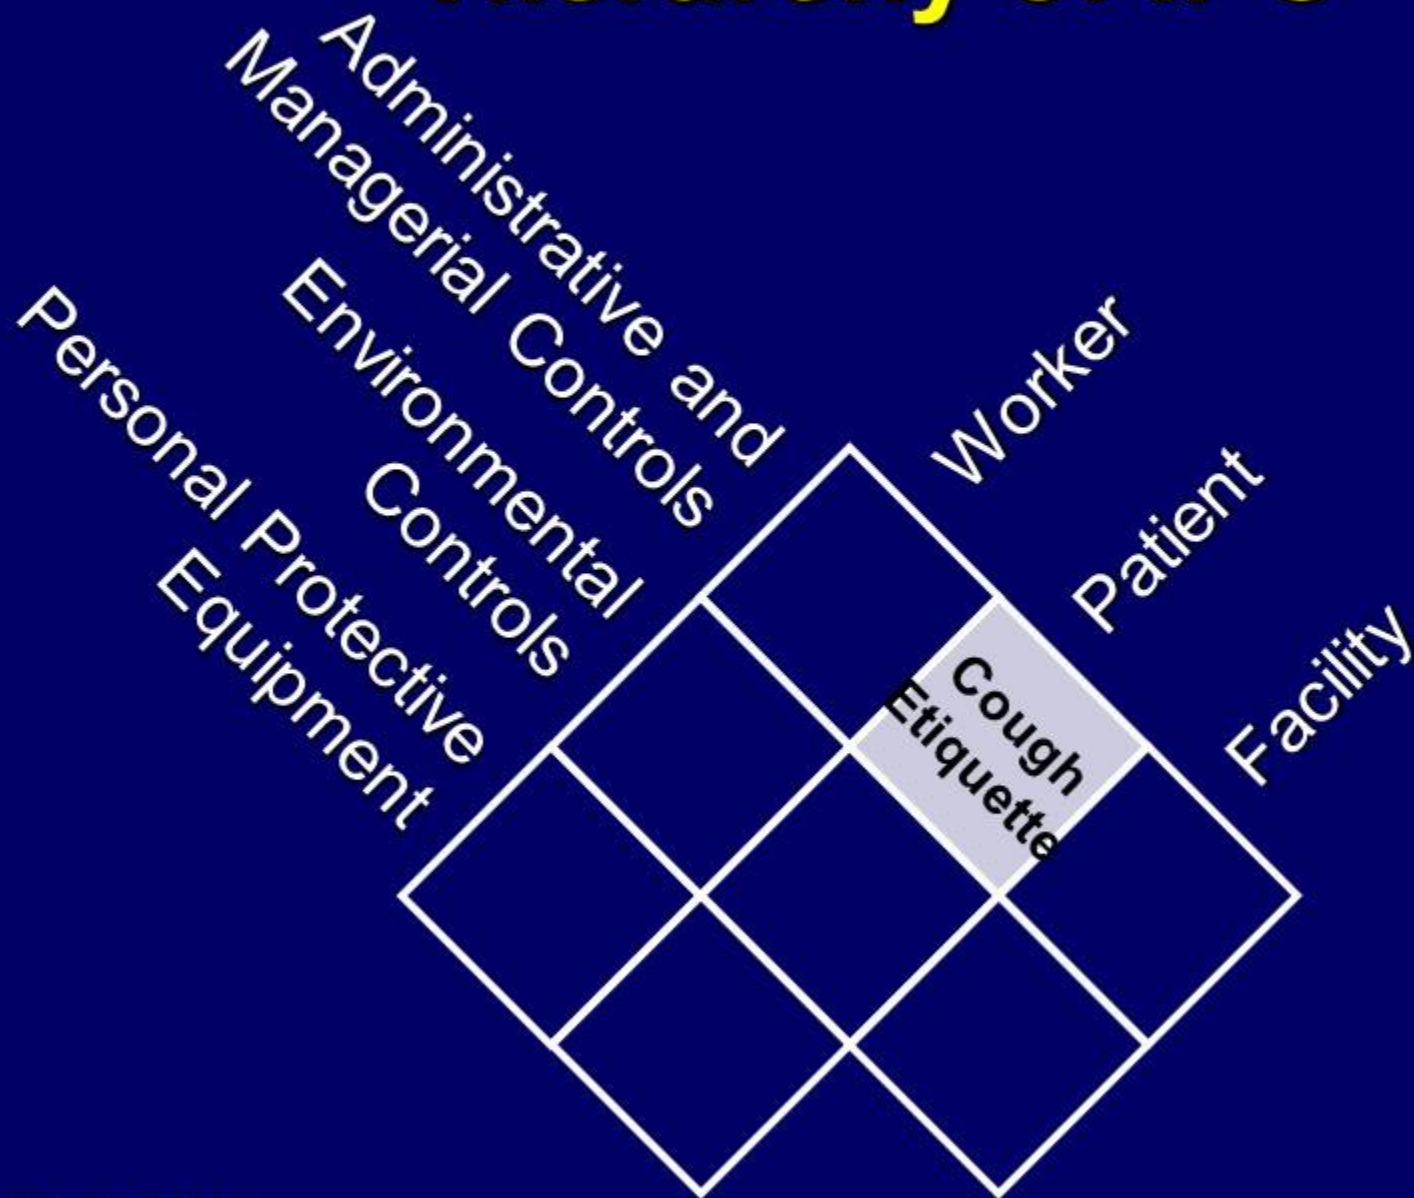 Administrative and
Managerial Controls
Environmental
Controls
Personal Protective
Equipment
Worker
Patient
Facility
Cough
Etiquette